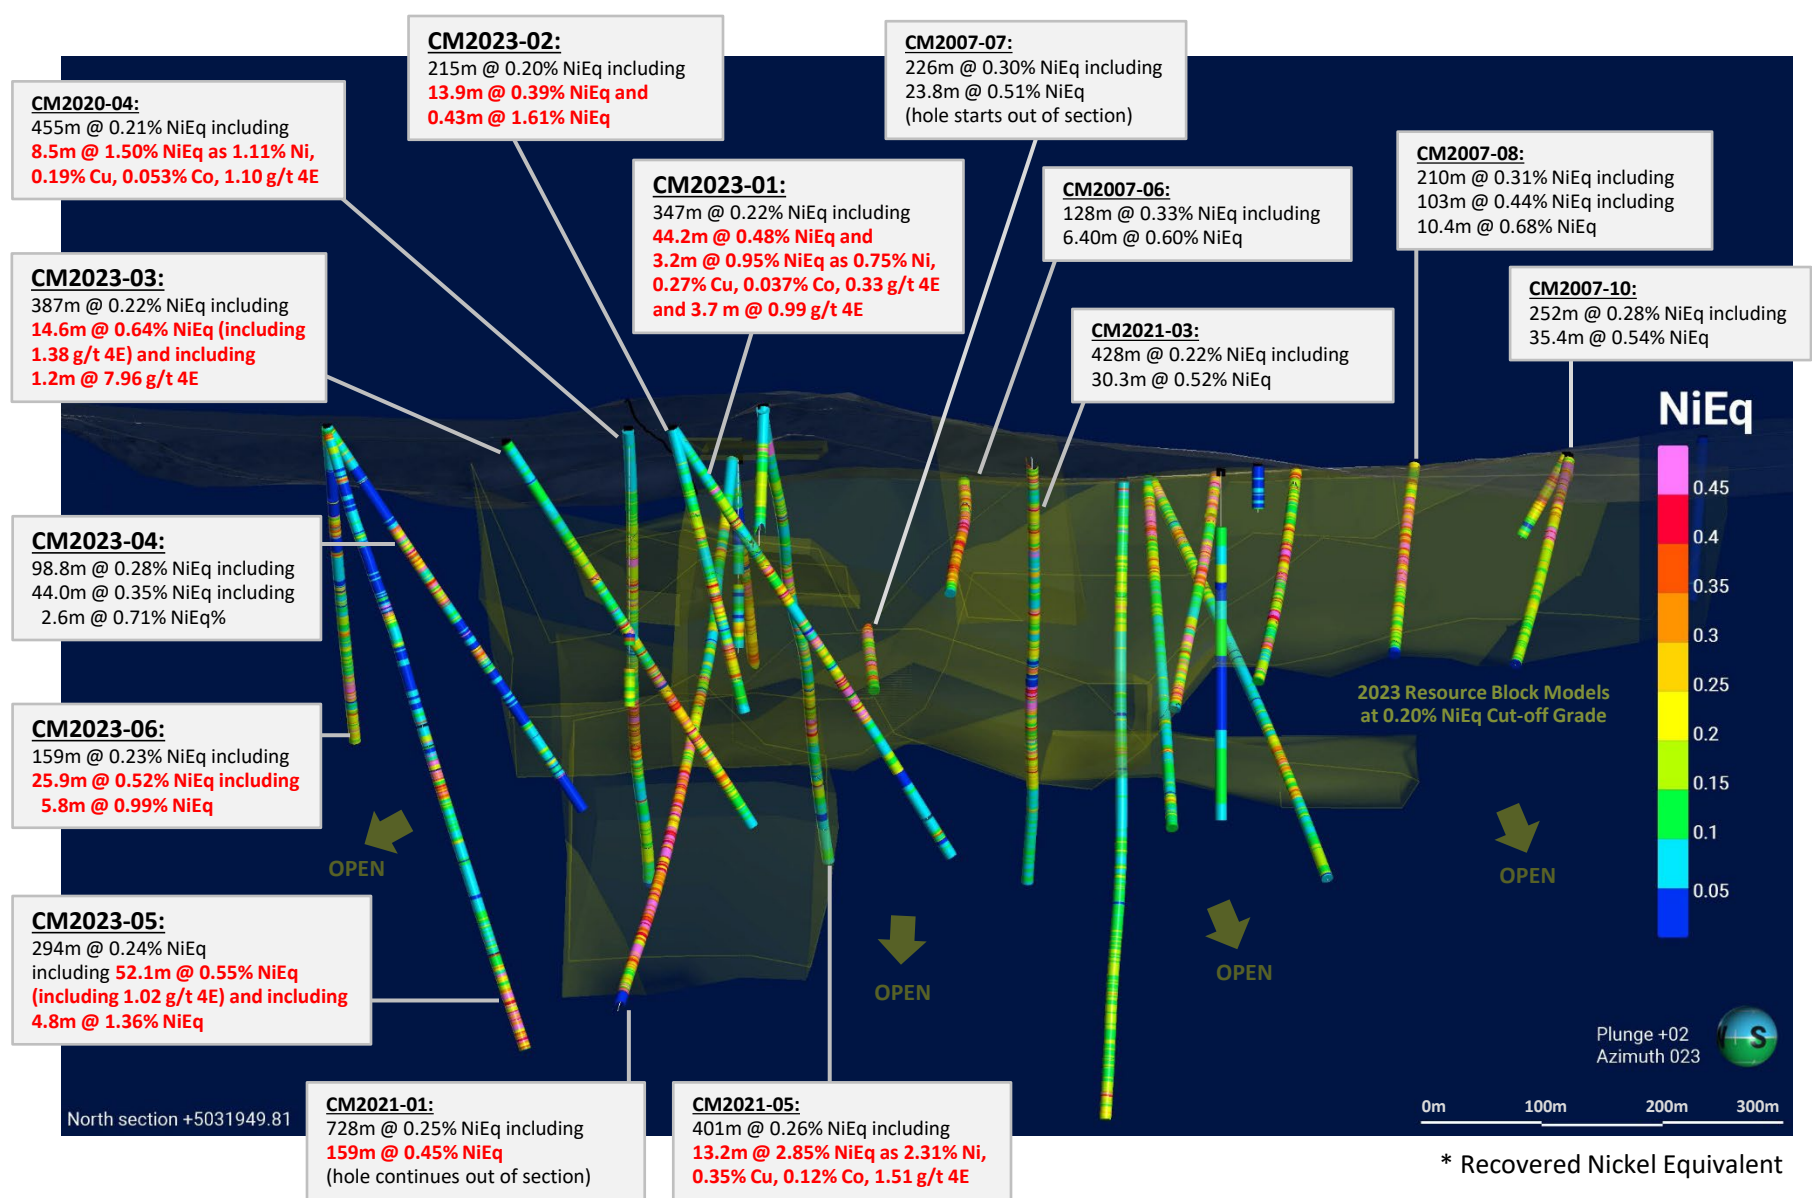 CM2023-02:
215m @ 0.20% NiEq including
13.9m @ 0.39% NiEq and
0.43m @ 1.61% NiEq
CM2007-07:
226m @ 0.30% NiEq including
23.8m @ 0.51% NiEq
(hole starts out of section)
CM2020-04:
455m @ 0.21% NiEq including
8.5m @ 1.50% NiEq as 1.11% Ni,
0.19% Cu, 0.053% Co, 1.10 g/t 4E
CM2023-01:
347m @ 0.22% NiEq including
44.2m @ 0.48% NiEq and
3.2m @ 0.95% NiEq as 0.75% Ni,
0.27% Cu, 0.037% Co, 0.33 g/t 4E
and 3.7 m @ 0.99 g/t 4E
CM2007-06:
128m @ 0.33% NiEq including
6.40m @ 0.60% NiEq
CM2007-08:
210m @ 0.31% NiEq including
103m @ 0.44% NiEq including
10.4m @ 0.68% NiEq
CM2023-03:
387m @ 0.22% NiEq including
14.6m @ 0.64% NiEq (including
1.38 g/t 4E) and including
1.2m @ 7.96 g/t 4E
CM2021-03:
428m @ 0.22% NiEq including
30.3m @ 0.52% NiEq
CM2007-10:
252m @ 0.28% NiEq including
35.4m @ 0.54% NiEq
NiEq
0.45
0.4
0.35
0.3
0.25
0.2
0.15
0.1
0.05
CM2023-04:
98.8m @ 0.28% NiEq including
44.0m @ 0.35% NiEq including
2.6m @ 0.71% NiEq%
2023 Resource Block Models
at 0.20% NiEq Cut-off Grade
CM2023-06:
159m @ 0.23% NiEq including
25.9m @ 0.52% NiEq including
5.8m @ 0.99% NiEq
OPEN
OPEN
OPEN
OPEN
CM2023-05:
294m @ 0.24% NiEq
including 52.1m @ 0.55% NiEq
(including 1.02 g/t 4E) and including
4.8m @ 1.36% NiEq
Plunge +02
Azimuth 023
S
North section +5031949.81
CM2021-01:
728m @ 0.25% NiEq including
159m @ 0.45% NiEq
(hole continues out of section)
CM2021-05:
401m @ 0.26% NiEq including
13.2m @ 2.85% NiEq as 2.31% Ni,
0.35% Cu, 0.12% Co, 1.51 g/t 4E
0m 100m 200m 300m
* Recovered Nickel Equivalent